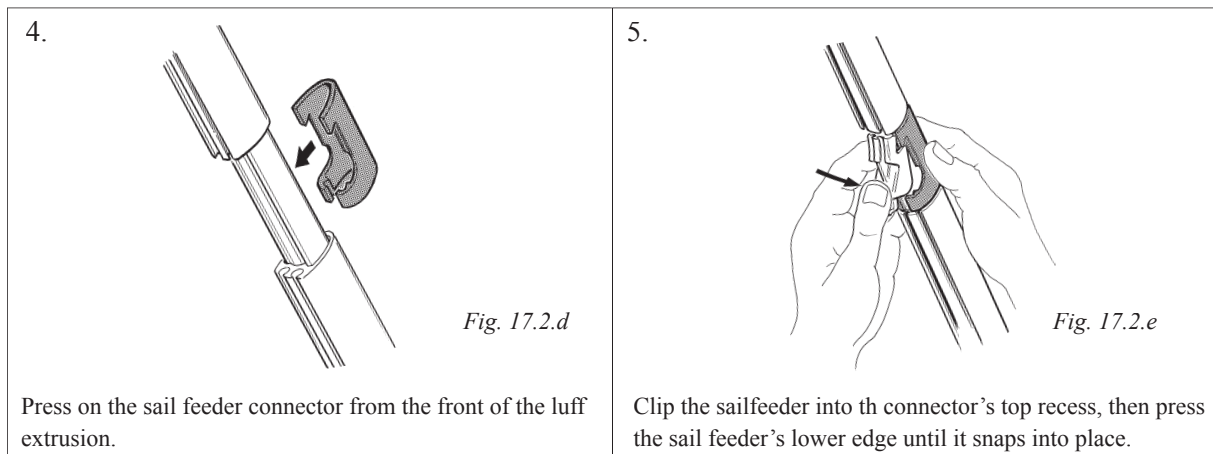 4.
Fig. 17.2.d
Press on the sail feeder connector from the front of the luff
extrusion.
5.
Fig. 17.2.e
Clip the sailfeeder into th connector's top recess, then press
the sail feeder's lower edge until it snaps into place.